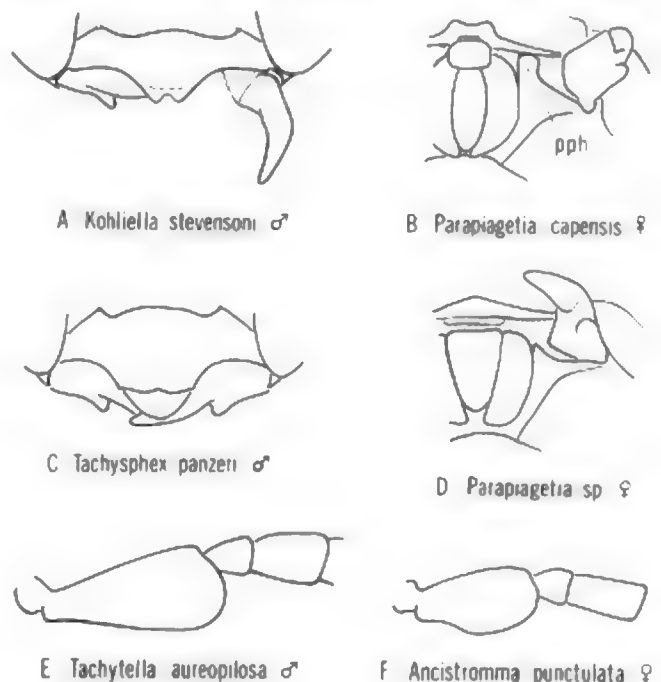 A Kohliella stevensoni ♂
pph
B Parapiagetia capensis ♀
C Tachysphex panzeri ♂
D Parapiagetia sp ♀
E Tachytella aureopilosa ♂
F Ancistromma punctulata ♀